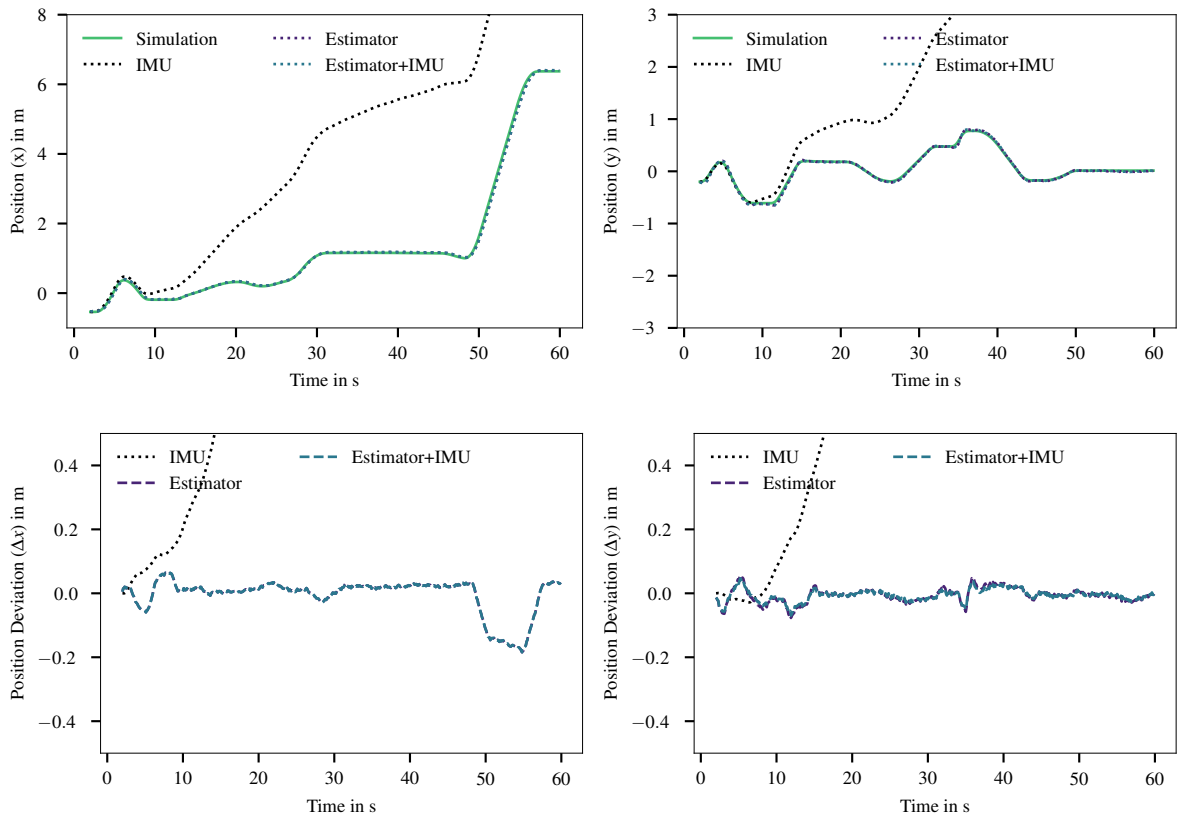 8
6
4
2
0
Position (x) in m
Simulation
IMU
Estimator
Estimator+IMU
0 10 20 30 40 50 60
Time in s
3
2
1
0
−1
−2
−3
Position (y) in m
Simulation
IMU
Estimator
Estimator+IMU
0 10 20 30 40 50 60
Time in s
0.4
0.2
0.0
−0.2
−0.4
Position Deviation (Δx) in m
IMU
Estimator
Estimator+IMU
0 10 20 30 40 50 60
Time in s
0.4
0.2
0.0
−0.2
−0.4
Position Deviation (Δy) in m
IMU
Estimator
Estimator+IMU
0 10 20 30 40 50 60
Time in s